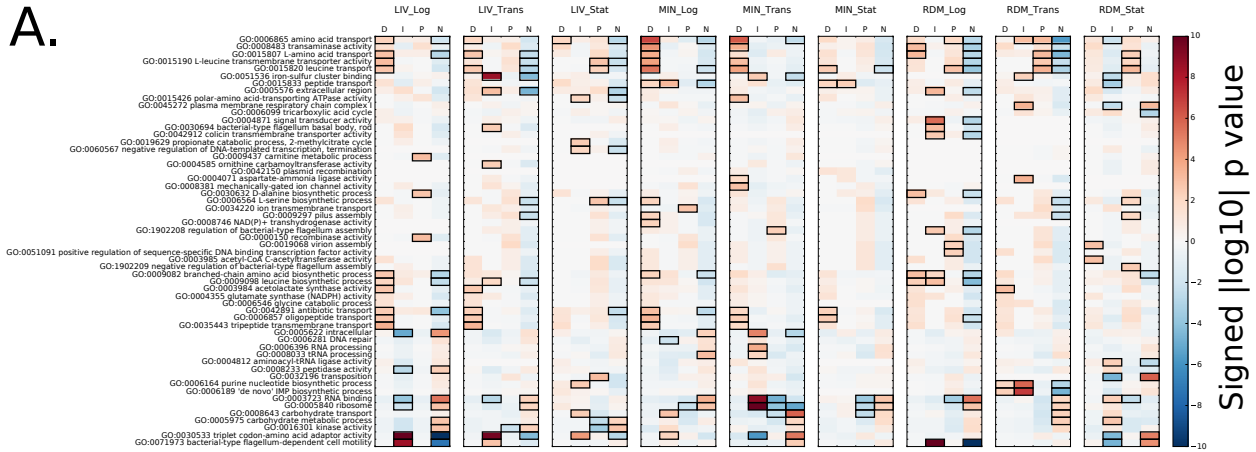 A.
LIV_Log LIV_Trans LIV_Stat MIN_Log MIN_Trans MIN_Stat RDM_Log RDM_Trans RDM_Stat
D I P N D I P N D I P N D I P N D I P N D I P N D I P N D I P N D I P N
GO:0006865 amino acid transport
GO:0008483 transaminase activity
GO:0015807 L-amino acid transport
GO:0015190 L-leucine transmembrane transporter activity
GO:0015820 leucine transport
GO:0051536 iron-sulfur cluster binding
GO:0015833 peptide transport
GO:0005576 extracellular region
GO:0015426 polar-amino acid-transporting ATPase activity
GO:0045272 plasma membrane respiratory chain complex I
GO:0006099 tricarboxylic acid cycle
GO:0004871 signal transducer activity
GO:0030694 bacterial-type flagellum basal body, rod
GO:0042912 colicin transmembrane transporter activity
GO:0019629 propionate catabolic process, 2-methylcitrate cycle
GO:0060567 negative regulation of DNA-templated transcription, termination
GO:0009437 carnitine metabolic process
GO:0004585 ornithine carbamoyltransferase activity
GO:0042150 plasmid recombination
GO:0004071 aspartate-ammonia ligase activity
GO:0008381 mechanically-gated ion channel activity
GO:0030632 D-alanine biosynthetic process
GO:0006564 L-serine biosynthetic process
GO:0034220 ion transmembrane transport
GO:0009297 pilus assembly
GO:0008746 NAD(P)+ transhydrogenase activity
GO:1902208 regulation of bacterial-type flagellum assembly
GO:0000150 recombinase activity
GO:0019068 virion assembly
GO:0051091 positive regulation of sequence-specific DNA binding transcription factor activity
GO:0003985 acetyl-CoA C-acetyltransferase activity
GO:1902209 negative regulation of bacterial-type flagellum assembly
GO:0009082 branched-chain amino acid biosynthetic process
GO:0009098 leucine biosynthetic process
GO:0003984 acetolactate synthase activity
GO:0004355 glutamate synthase (NADPH) activity
GO:0006546 glycine catabolic process
GO:0042891 antibiotic transport
GO:0006857 oligopeptide transport
GO:0035443 tripeptide transmembrane transport
GO:0005622 intracellular
GO:0006281 DNA repair
GO:0006396 RNA processing
GO:0008033 tRNA processing
GO:0004812 aminoacyl-tRNA ligase activity
GO:0008233 peptidase activity
GO:0032196 transposition
GO:0006164 purine nucleotide biosynthetic process
GO:0006189 'de novo' IMP biosynthetic process
GO:0003723 RNA binding
GO:0005840 ribosome
GO:0008643 carbohydrate transport
GO:0005975 carbohydrate metabolic process
GO:0016301 kinase activity
GO:0030533 triplet codon-amino acid adaptor activity
GO:0071973 bacterial-type flagellum-dependent cell motility
10
8
6
4
2
0
−2
−4
−6
−8
−10
Signed |log10| p value